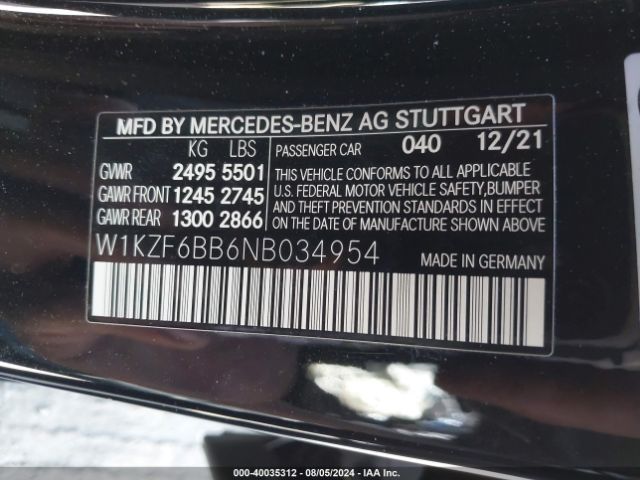 MFD BY MERCEDES-BENZ AG STUTTGART
KG LBS PASSENGER CAR 040 12/21
GVWR 2495 5501
GAWR FRONT 1245 2745
GAWR REAR 1300 2866
THIS VEHICLE CONFORMS TO ALL APPLICABLE
U.S. FEDERAL MOTOR VEHICLE SAFETY,BUMPER
AND THEFT PREVENTION STANDARDS IN EFFECT
ON THE DATE OF MANUFACTURE SHOWN ABOVE.
W1KZF6BB6NB034954 MADE IN GERMANY
000-40035312 - 08/05/2024 - IAA Inc.